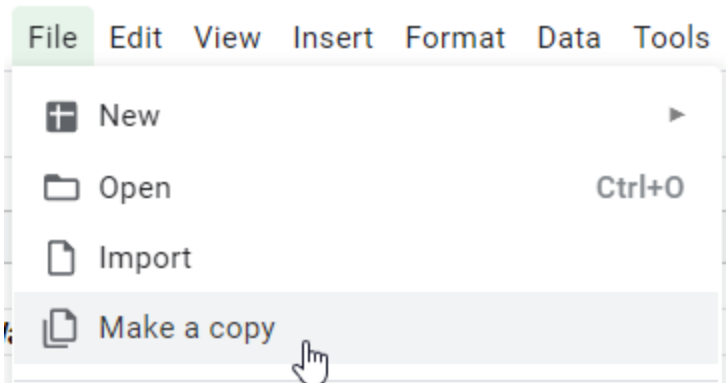 File Edit View Insert Format Data Tools
New
Open Ctrl+O
Import
Make a copy